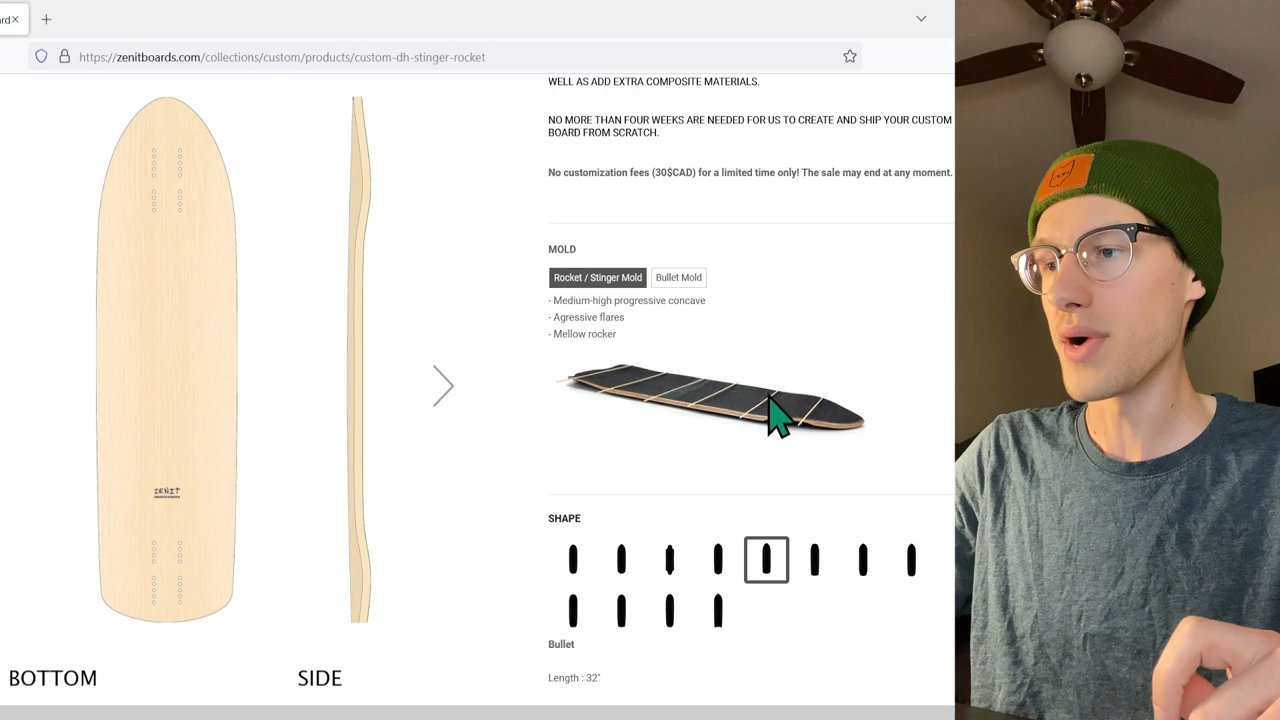 ard
https://zenitboards.com/collections/custom/products/custom-dh-stinger-rocket
WELL AS ADD EXTRA COMPOSITE MATERIALS.
NO MORE THAN FOUR WEEKS ARE NEEDED FOR US TO CREATE AND SHIP YOUR CUSTOM
BOARD FROM SCRATCH.
No customization fees (30$CAD) for a limited time only! The sale may end at any moment.
MOLD
Rocket / Stinger Mold
Bullet Mold
- Medium-high progressive concave
- Agressive flares
- Mellow rocker
SHAPE
Bullet
Length : 32"
ZENIT
BOTTOM
SIDE